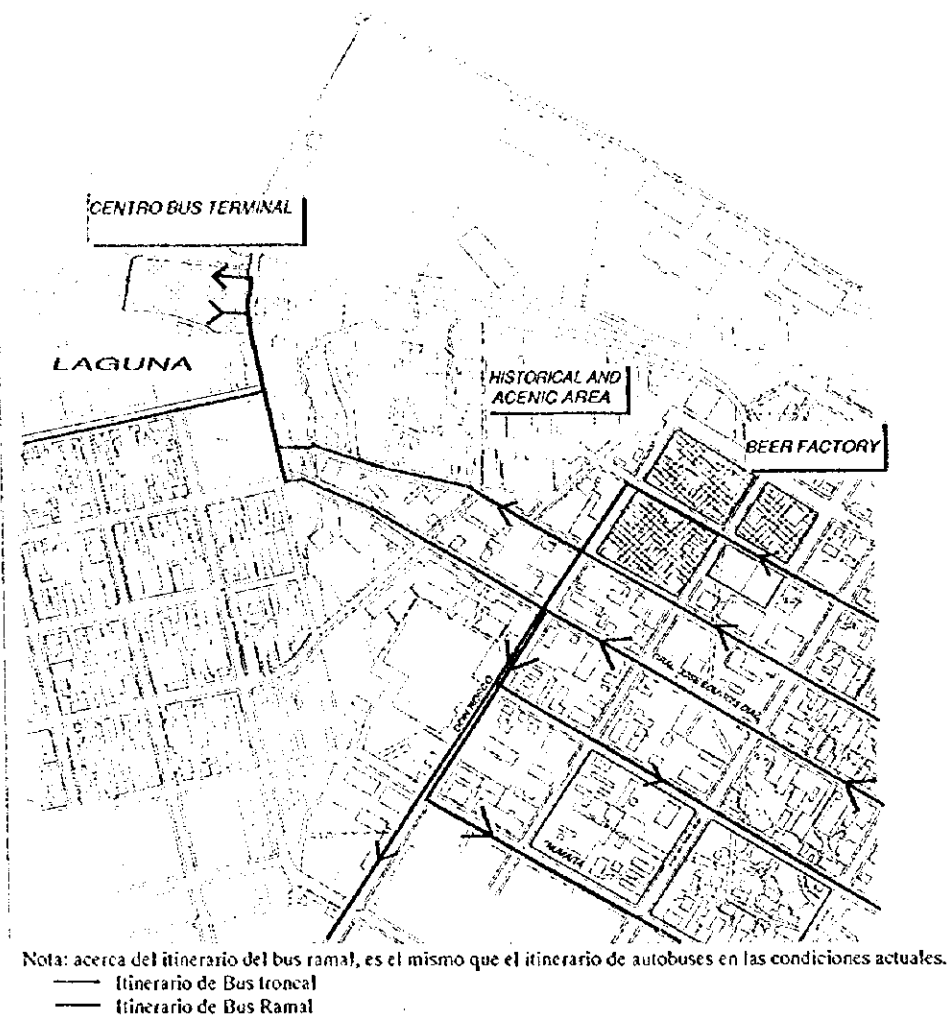 CENTRO BUS TERMINAL
LAGUNA
HISTORICAL AND
ACENIC AREA
BEER FACTORY
Nota: acerca del itinerario del bus ramal, es el mismo que el itinerario de autobuses en las condiciones actuales.
Itinerario de Bus troncal
Itinerario de Bus Ramal